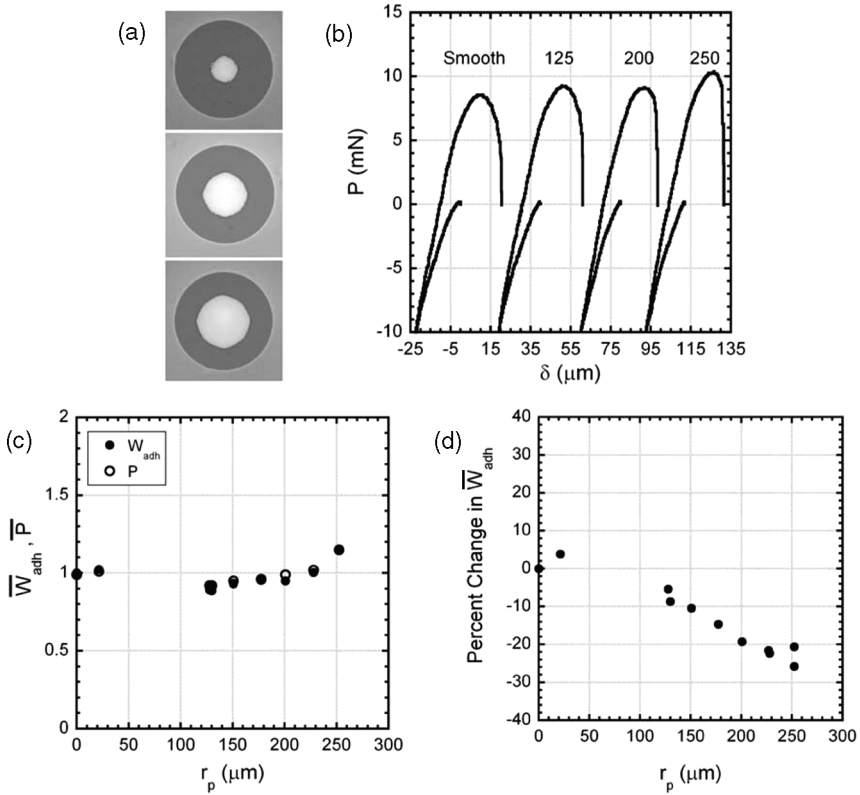 (a)
(b)
Smooth 125 200 250
15
10
5
0
-5
-10
P (mN)
-25 -5 15 35 55 75 95 115 135
δ (μm)
(c)
2
1.5
1
0.5
0
W̅adh , P̅
W adh
P
0 50 100 150 200 250 300
rp (μm)
(d)
40
30
20
10
0
-10
-20
-30
-40
Percent Change in W̅adh
0 50 100 150 200 250 300
rp (μm)